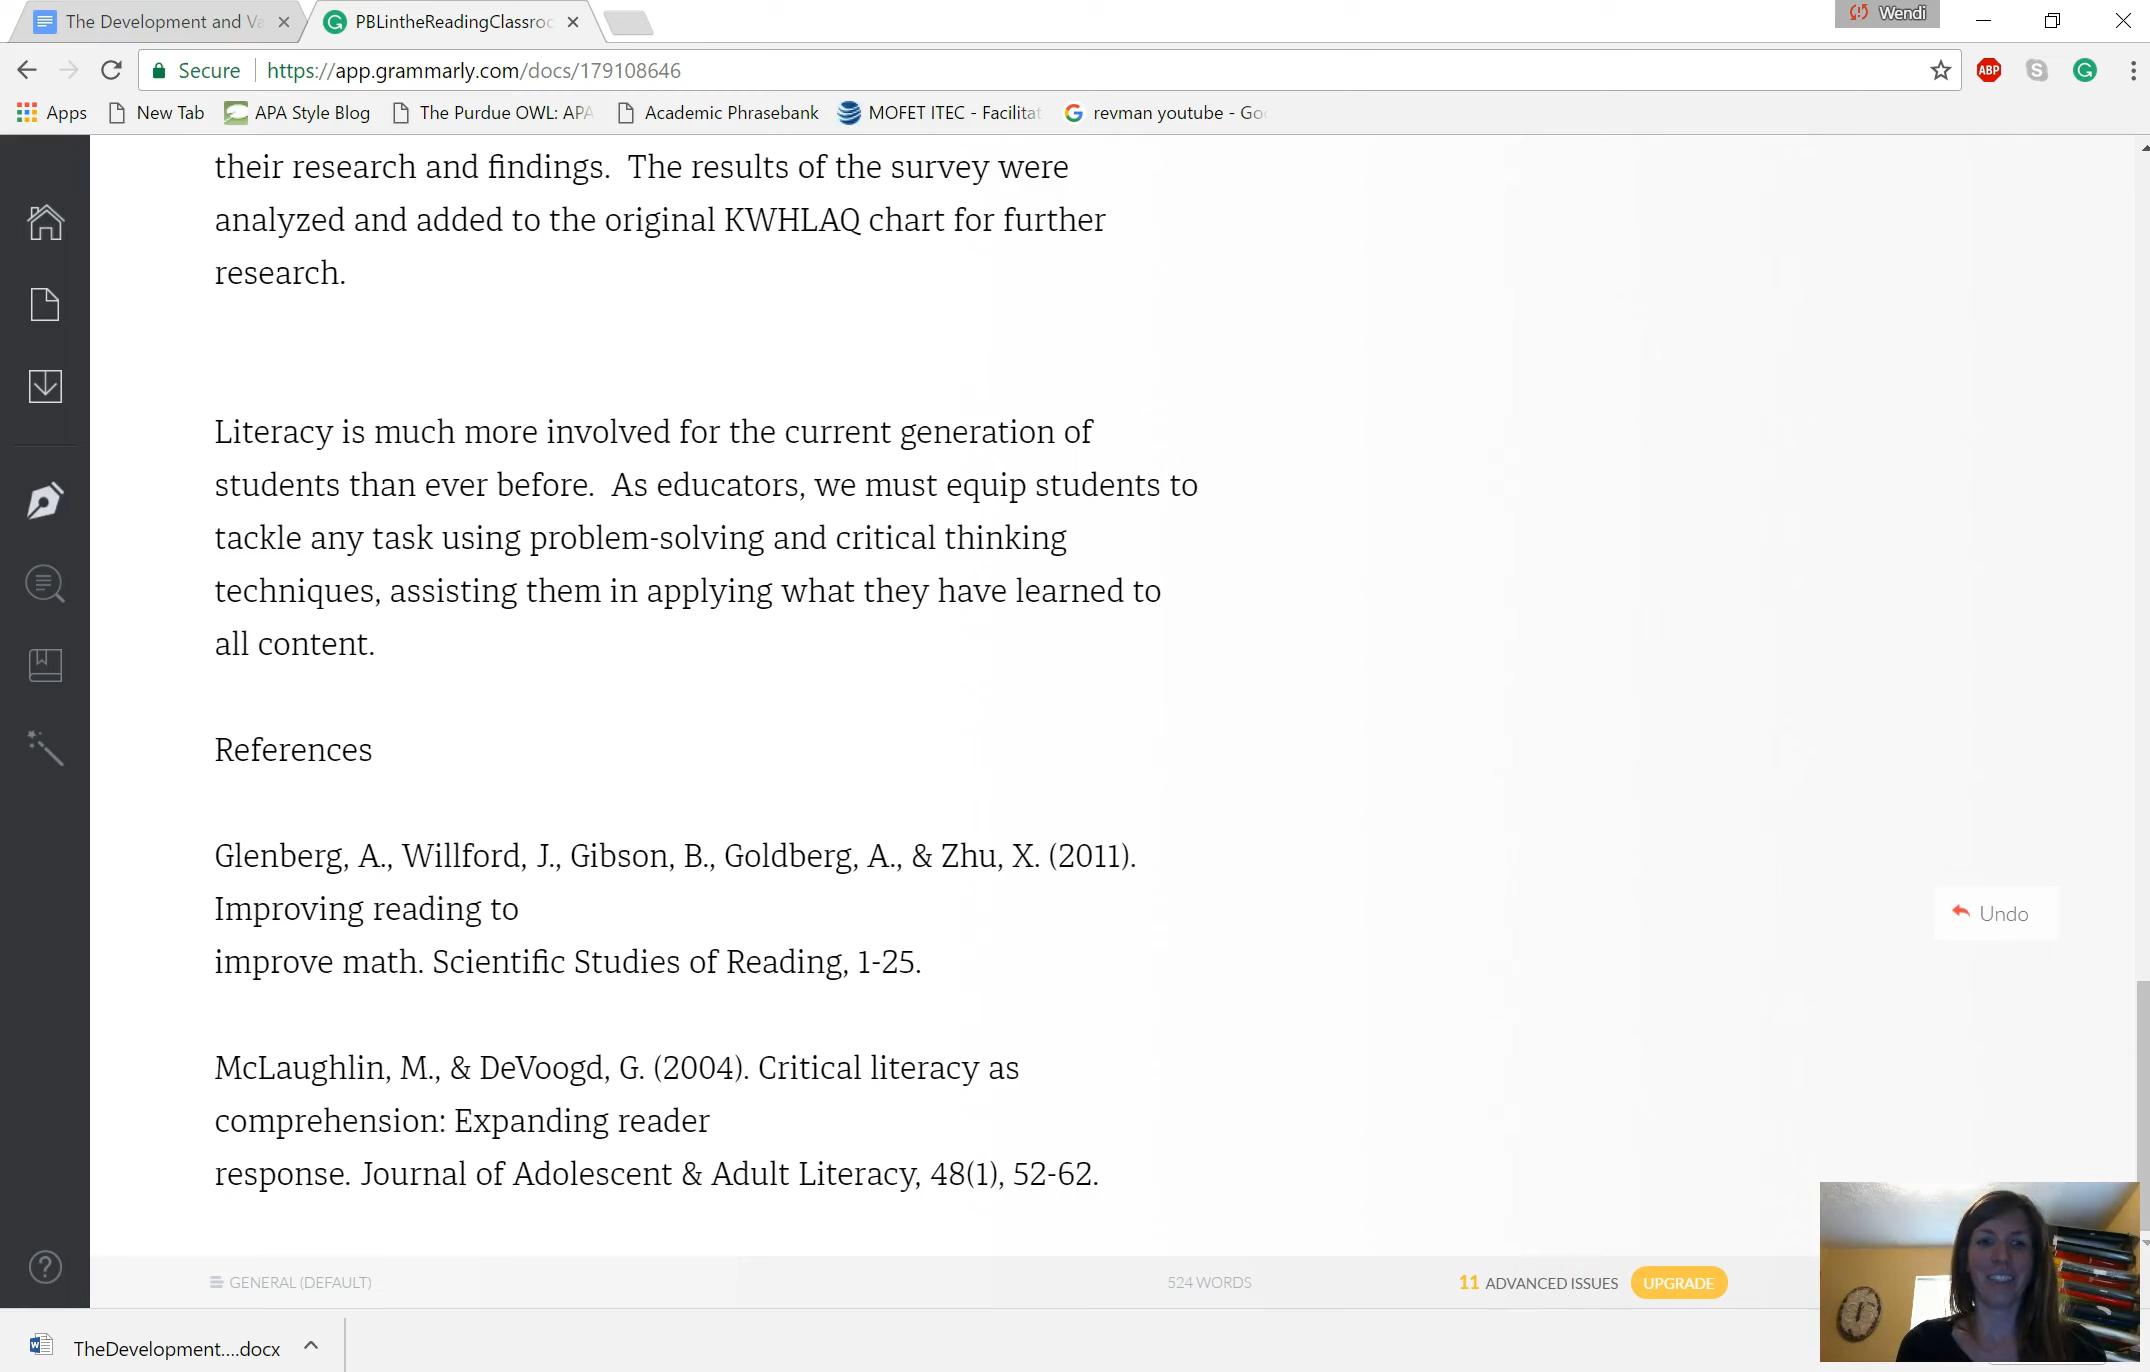 The Development and Va
PBLintheReadingClassroo
Wendi
Secure
https://app.grammarly.com/docs/179108646
ABP
Apps
New Tab
APA Style Blog
The Purdue OWL: APA
Academic Phrasebank
MOFET ITEC - Facilitat
revman youtube - Goo
their research and findings.  The results of the survey were
analyzed and added to the original KWHLAQ chart for further
research.
Literacy is much more involved for the current generation of
students than ever before.  As educators, we must equip students to
tackle any task using problem-solving and critical thinking
techniques, assisting them in applying what they have learned to
all content.
References
Glenberg, A., Willford, J., Gibson, B., Goldberg, A., & Zhu, X. (2011).
Improving reading to
improve math. Scientific Studies of Reading, 1-25.
Undo
McLaughlin, M., & DeVoogd, G. (2004). Critical literacy as
comprehension: Expanding reader
response. Journal of Adolescent & Adult Literacy, 48(1), 52-62.
GENERAL (DEFAULT)
524 WORDS
11 ADVANCED ISSUES
UPGRADE
TheDevelopment....docx